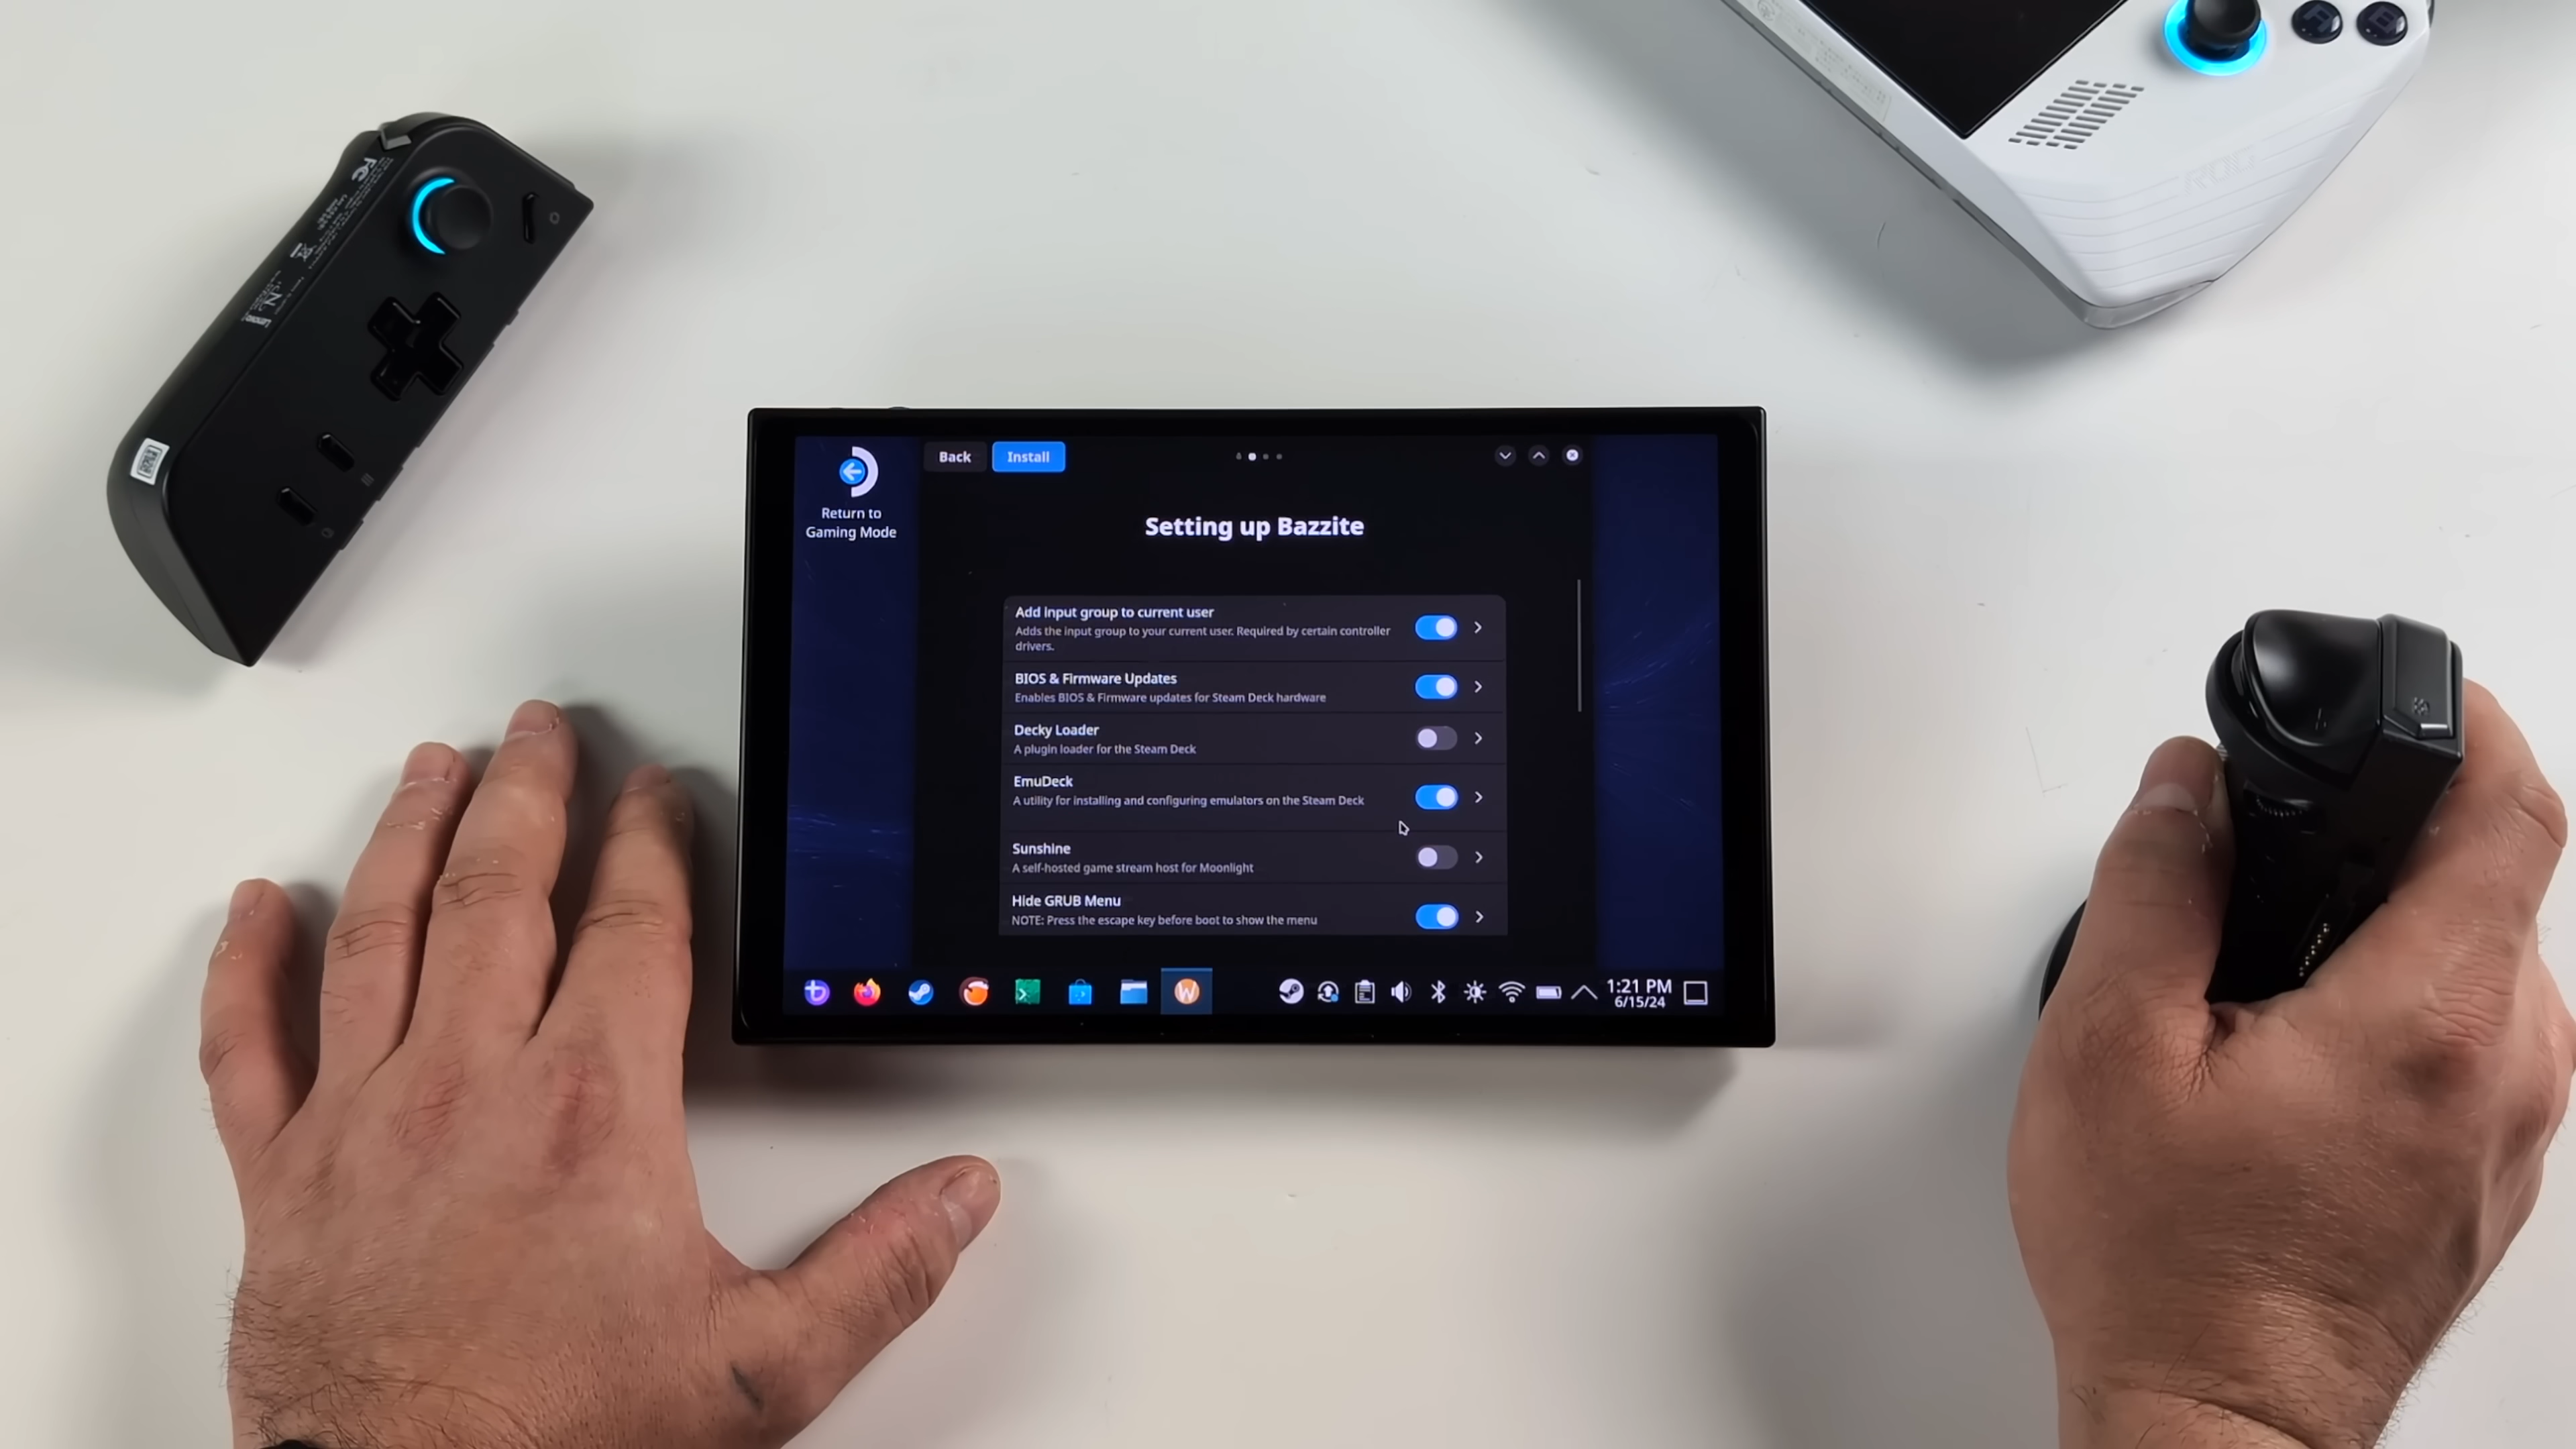 Back
Install
Return to
Gaming Mode
Setting up Bazzite
Add input group to current user
Adds the input group to your current user. Required by certain controller
drivers.
BIOS & Firmware Updates
Enables BIOS & Firmware updates for Steam Deck hardware
Decky Loader
A plugin loader for the Steam Deck
EmuDeck
A utility for installing and configuring emulators on the Steam Deck
Sunshine
A self-hosted game stream host for Moonlight
Hide GRUB Menu
NOTE: Press the escape key before boot to show the menu
1:21 PM
6/15/24
ROG
A
B
FC